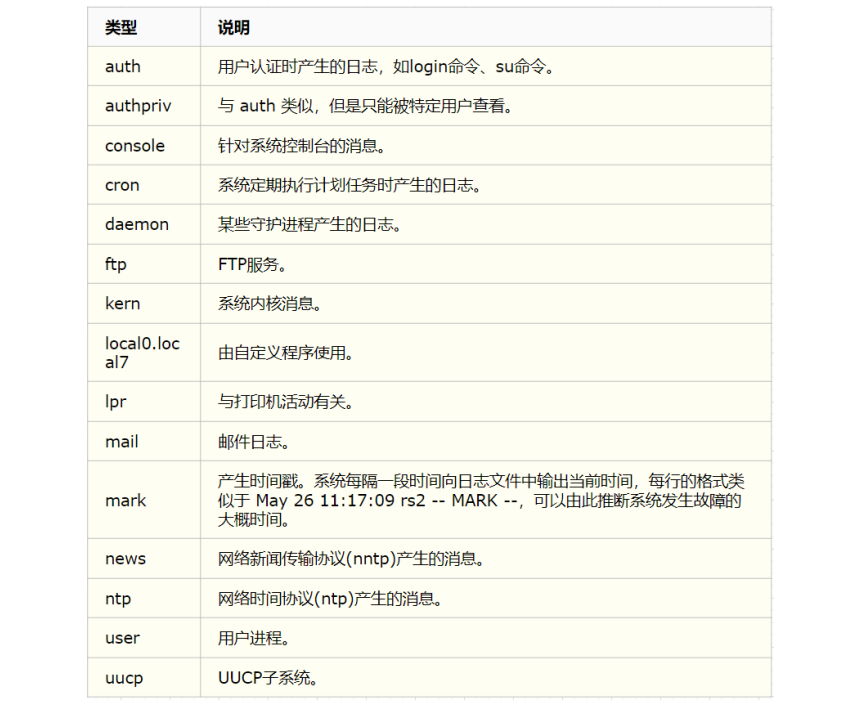 类型 说明
auth 用户认证时产生的日志，如login命令、su命令。
authpriv 与 auth 类似，但是只能被特定用户查看。
console 针对系统控制台的消息。
cron 系统定期执行计划任务时产生的日志。
daemon 某些守护进程产生的日志。
ftp FTP服务。
kern 系统内核消息。
local0.loc
al7 由自定义程序使用。
lpr 与打印机活动有关。
mail 邮件日志。
mark 产生时间戳。系统每隔一段时间向日志文件中输出当前时间，每行的格式类
似于 May 26 11:17:09 rs2 -- MARK --，可以由此推断系统发生故障的
大概时间。
news 网络新闻传输协议(nntp)产生的消息。
ntp 网络时间协议(ntp)产生的消息。
user 用户进程。
uucp UUCP子系统。